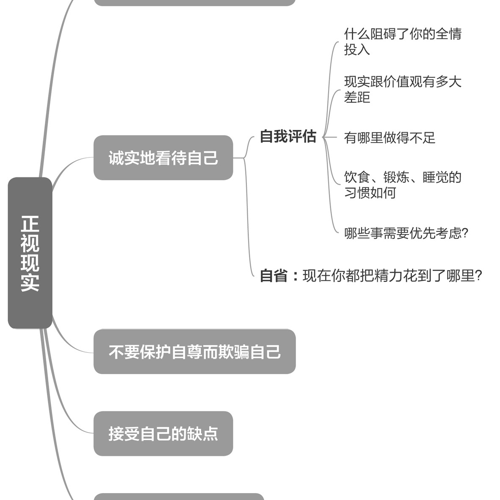 什么阻碍了你的全情
投入
现实跟价值观有多大
差距
自我评估
诚实地看待自己
有哪里做得不足
饮食、锻炼、睡觉的
习惯如何
哪些事需要优先考虑?
正视现实
自省：现在你都把精力花到了哪里?
不要保护自尊而欺骗自己
接受自己的缺点